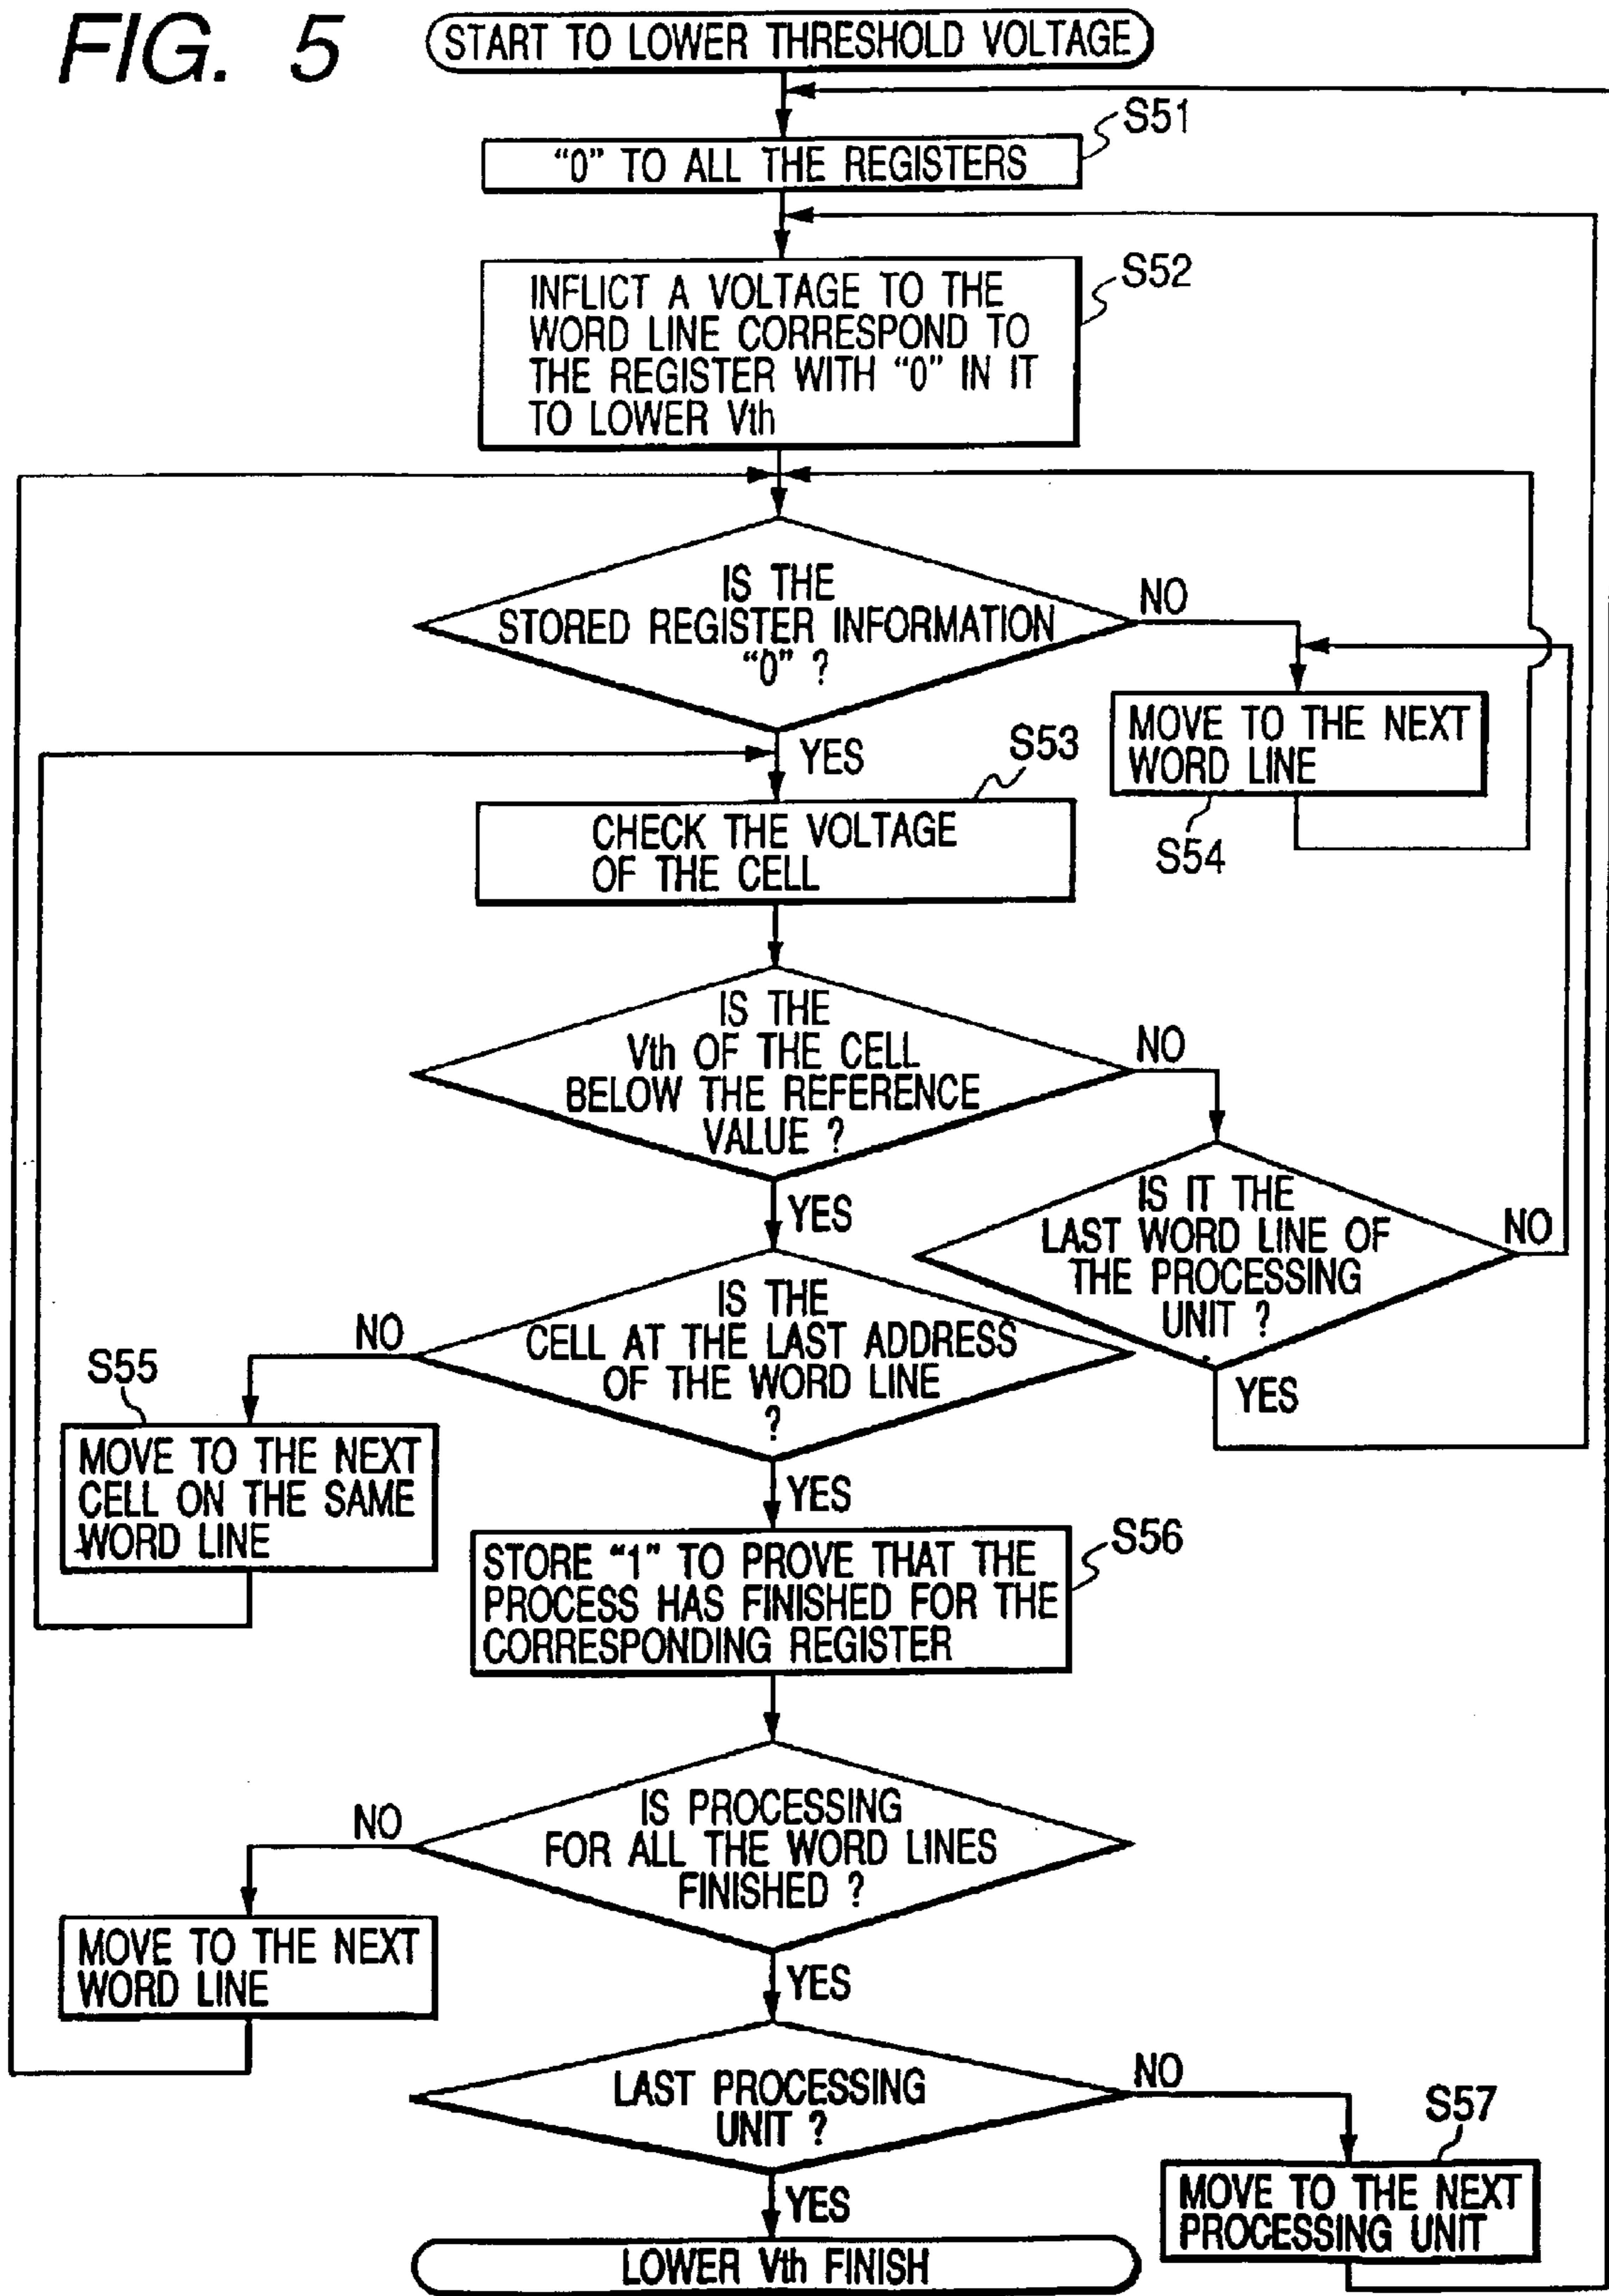 FIG. 5
START TO LOWER THRESHOLD VOLTAGE
S51
“0” TO ALL THE REGISTERS
S52
INFLICT A VOLTAGE TO THE
WORD LINE CORRESPOND TO
THE REGISTER WITH “0” IN IT
TO LOWER Vth
IS THE
STORED REGISTER INFORMATION
“0” ?
NO
YES
MOVE TO THE NEXT
WORD LINE
S54
S53
CHECK THE VOLTAGE
OF THE CELL
IS THE
Vth OF THE CELL
BELOW THE REFERENCE
VALUE ?
NO
YES
IS IT THE
LAST WORD LINE OF
THE PROCESSING
UNIT ?
NO
YES
IS THE
CELL AT THE LAST ADDRESS
OF THE WORD LINE
?
NO
YES
S55
MOVE TO THE NEXT
CELL ON THE SAME
WORD LINE
S56
STORE “1” TO PROVE THAT THE
PROCESS HAS FINISHED FOR THE
CORRESPONDING REGISTER
IS PROCESSING
FOR ALL THE WORD LINES
FINISHED ?
NO
YES
MOVE TO THE NEXT
WORD LINE
LAST PROCESSING
UNIT ?
NO
YES
S57
MOVE TO THE NEXT
PROCESSING UNIT
LOWER Vth FINISH